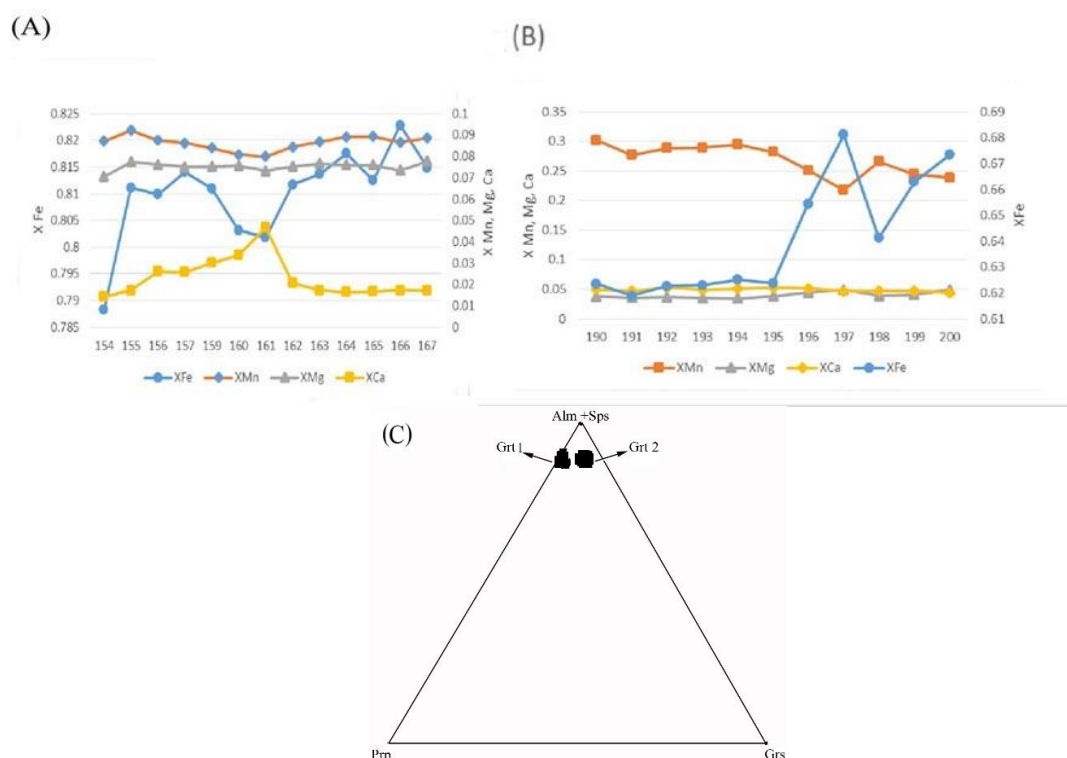 (A)
(B)
X Fe
0.825
0.82
0.815
0.81
0.805
0.8
0.795
0.79
0.785
0.1
0.09
0.08
0.07
0.06
0.05
0.04
0.03
0.02
0.01
0
X Mn, Mg, Ca
154 155 156 157 159 160 161 162 163 164 165 166 167
XFe XMn XMg XCa
X Mn, Mg, Ca
0.35
0.3
0.25
0.2
0.15
0.1
0.05
0
0.69
0.68
0.67
0.66
0.65
0.64
0.63
0.62
0.61
XFe
190 191 192 193 194 195 196 197 198 199 200
XMn XMg XCa XFe
(C)
Alm +Sps
Grt 1
Grt 2
Prp
Grs